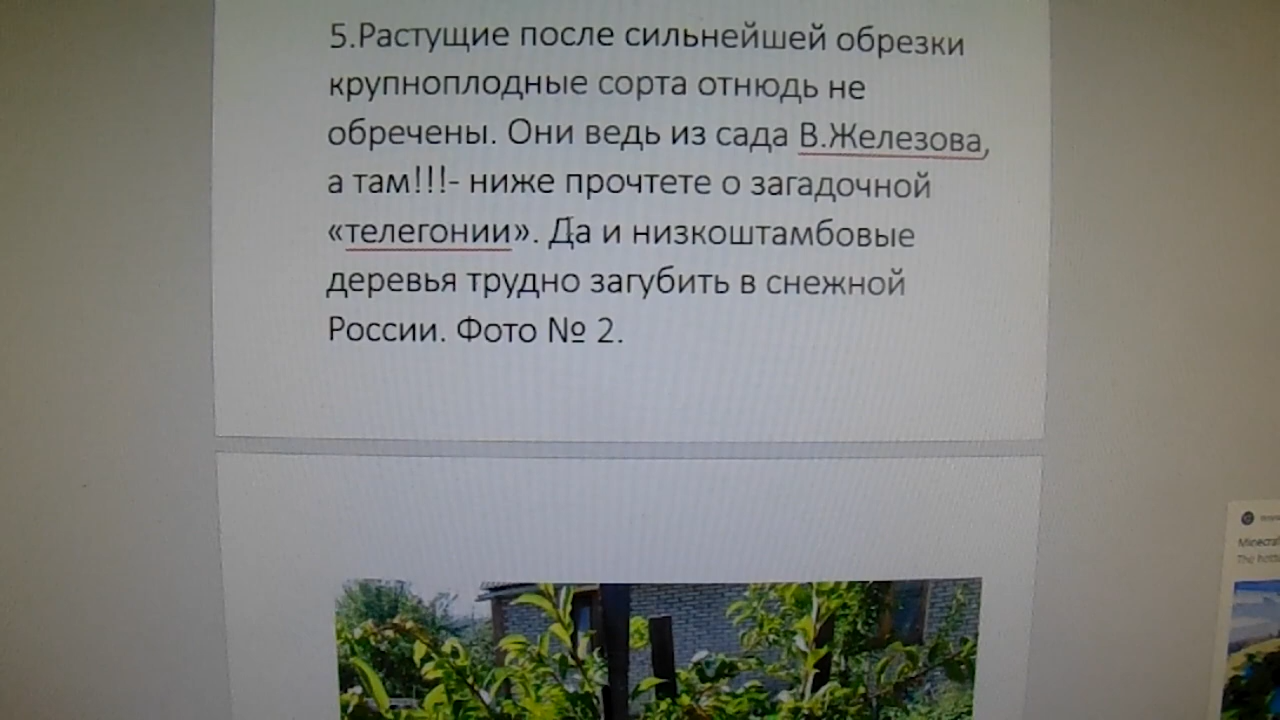 5.Растущие после сильнейшей обрезки
крупноплодные сорта отнюдь не
обречены. Они ведь из сада В.Железова,
а там!!!- ниже прочтете о загадочной
«телегонии». Да и низкоштамбовые
деревья трудно загубить в снежной
России. Фото № 2.